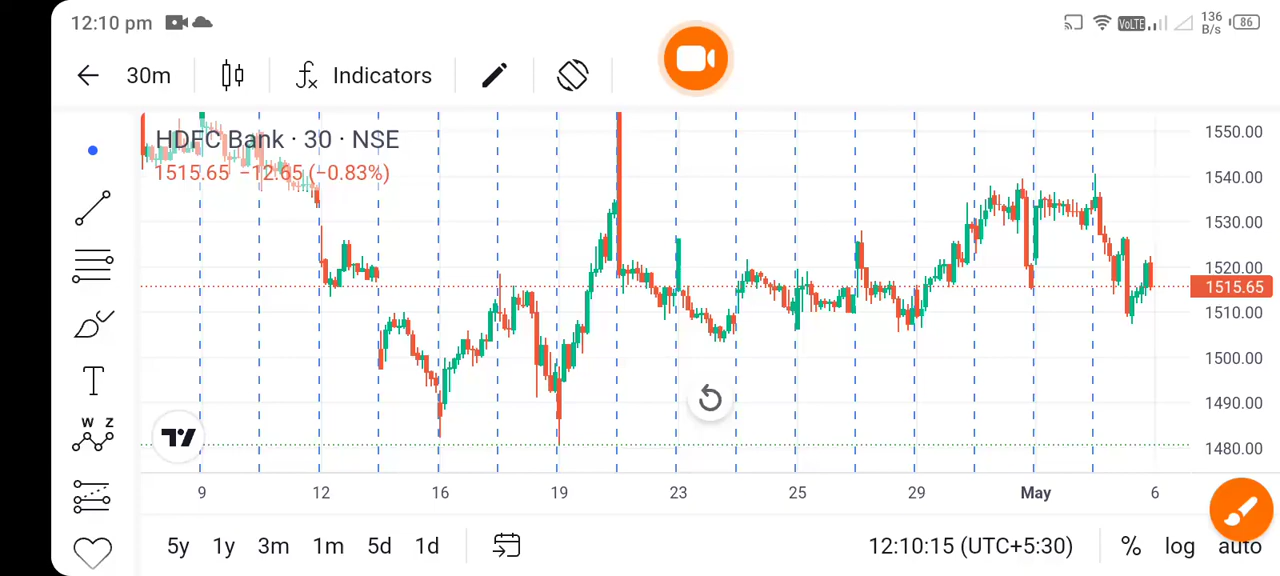 12:10 pm VoLTE 136 B/s 86
30m Indicators
HDFC Bank · 30 · NSE
1515.65 −12.65 (−0.83%)
1550.00
1540.00
1530.00
1520.00
1515.65
1510.00
1500.00
1490.00
1480.00
T
W Z
9 12 16 19 23 25 29 May 6
5y 1y 3m 1m 5d 1d 12:10:15 (UTC+5:30) % log auto